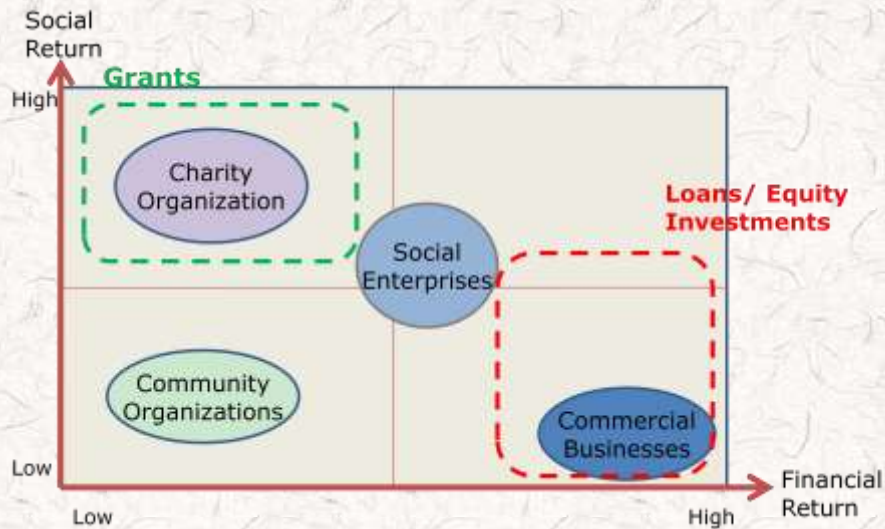 Social
Return
Grants
High
Charity
Organization
Loans/ Equity
Investments
Social
Enterprises
Community
Organizations
Commercial
Businesses
Low
Financial
Return
Low
High